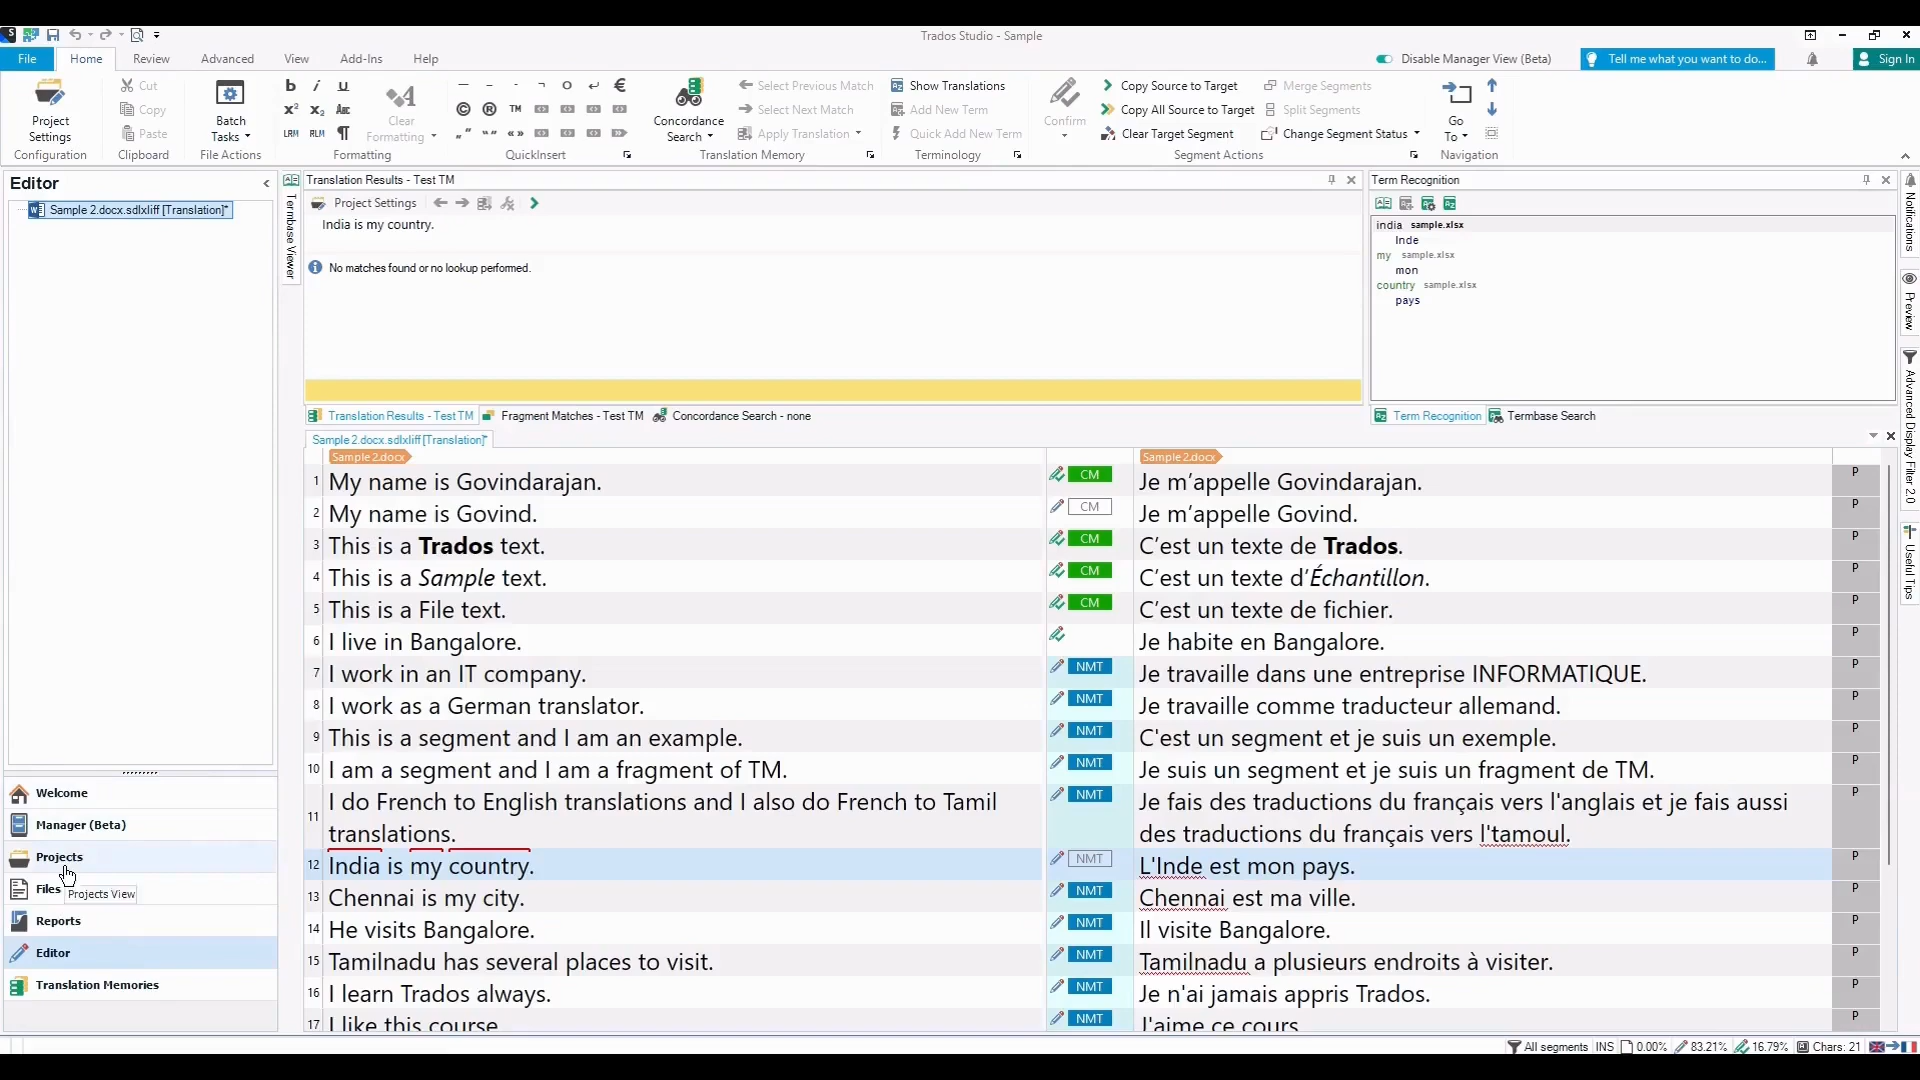 Trados Studio - Sample
File Home Review Advanced View Add-Ins Help
Disable Manager View (Beta)
Tell me what you want to do...
Sign In
Project Settings
Configuration
Cut
Copy
Paste
Clipboard
Batch Tasks
File Actions
b i u
x² x₂ ABC
LRM RLM ¶
Clear Formatting
Formatting
© ® TM €
QuickInsert
Concordance Search
Select Previous Match
Select Next Match
Apply Translation
Translation Memory
Show Translations
Add New Term
Quick Add New Term
Terminology
Confirm
Copy Source to Target
Copy All Source to Target
Clear Target Segment
Merge Segments
Split Segments
Change Segment Status
Segment Actions
Go To
Navigation
Editor
Sample 2.docx.sdlxliff [Translation]*
Welcome
Manager (Beta)
Projects
Files
Projects View
Reports
Editor
Translation Memories
Termbase Viewer
Translation Results - Test TM
Project Settings
India is my country.
No matches found or no lookup performed.
Translation Results - Test TM
Fragment Matches - Test TM
Concordance Search - none
Term Recognition
india sample.xlsx
Inde
my sample.xlsx
mon
country sample.xlsx
pays
Term Recognition
Termbase Search
Notifications
Preview
Advanced Display Filter 2.0
Useful Tips
Sample 2.docx.sdlxliff [Translation]*
Sample 2.docx Sample 2.docx
1 My name is Govindarajan. CM Je m’appelle Govindarajan. P
2 My name is Govind. CM Je m’appelle Govind. P
3 This is a Trados text. CM C’est un texte de Trados. P
4 This is a Sample text. CM C’est un texte d’Échantillon. P
5 This is a File text. CM C’est un texte de fichier. P
6 I live in Bangalore. Je habite en Bangalore. P
7 I work in an IT company. NMT Je travaille dans une entreprise INFORMATIQUE. P
8 I work as a German translator. NMT Je travaille comme traducteur allemand. P
9 This is a segment and I am an example. NMT C'est un segment et je suis un exemple. P
10 I am a segment and I am a fragment of TM. NMT Je suis un segment et je suis un fragment de TM. P
11 I do French to English translations and I also do French to Tamil translations. NMT Je fais des traductions du français vers l'anglais et je fais aussi des traductions du français vers l'tamoul. P
12 India is my country. NMT L'Inde est mon pays. P
13 Chennai is my city. NMT Chennai est ma ville. P
14 He visits Bangalore. NMT Il visite Bangalore. P
15 Tamilnadu has several places to visit. NMT Tamilnadu a plusieurs endroits à visiter. P
16 I learn Trados always. NMT Je n'ai jamais appris Trados. P
17 I like this course NMT J'aime ce cours P
All segments INS 0.00% 83.21% 16.79% Chars: 21